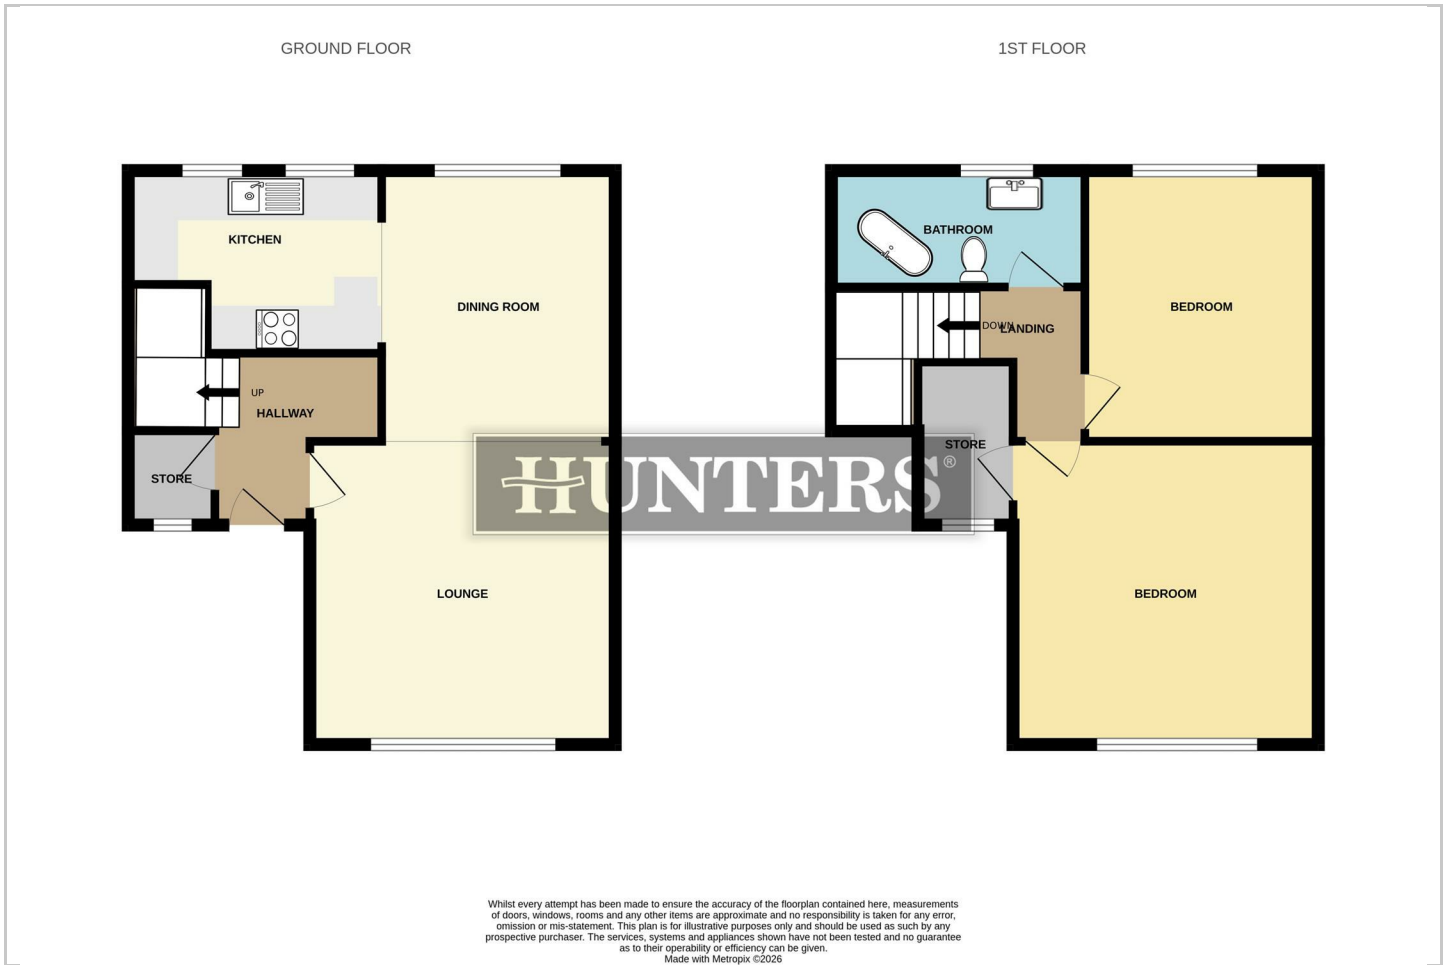 GROUND FLOOR
1ST FLOOR
KITCHEN
DINING ROOM
UP
HALLWAY
STORE
LOUNGE
BATHROOM
BEDROOM
DOWN
LANDING
STORE
BEDROOM
HUNTERS®
Whilst every attempt has been made to ensure the accuracy of the floorplan contained here, measurements
of doors, windows, rooms and any other items are approximate and no responsibility is taken for any error,
omission or mis-statement. This plan is for illustrative purposes only and should be used as such by any
prospective purchaser. The services, systems and appliances shown have not been tested and no guarantee
as to their operability or efficiency can be given.
Made with Metropix ©2026